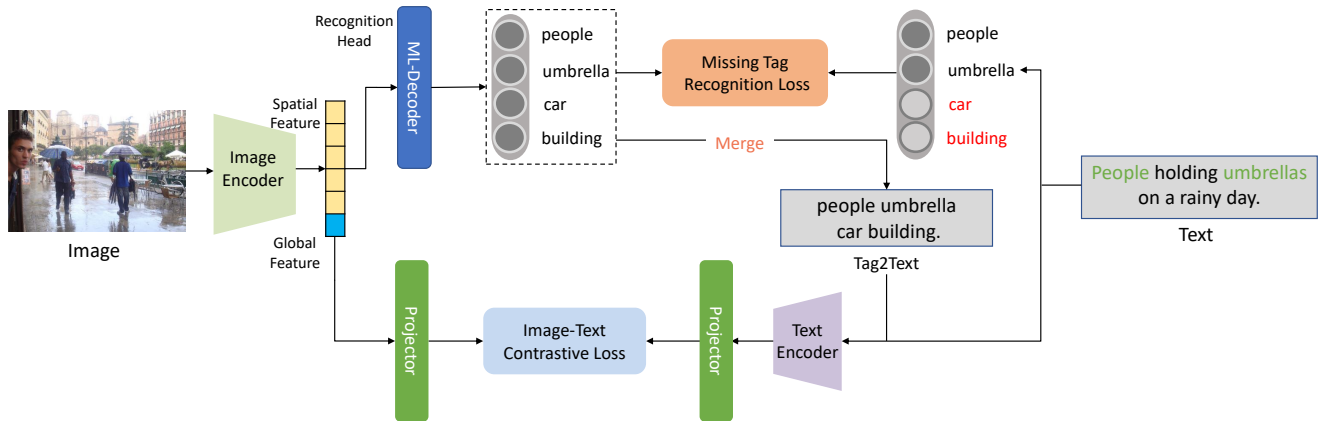 Image
Image
Encoder
Spatial
Feature
Global
Feature
Recognition
Head
ML-Decoder
people
umbrella
car
building
Missing Tag
Recognition Loss
people
umbrella
car
building
Merge
people umbrella
car building.
Tag2Text
People holding umbrellas
on a rainy day.
Text
Projector
Image-Text
Contrastive Loss
Projector
Text
Encoder